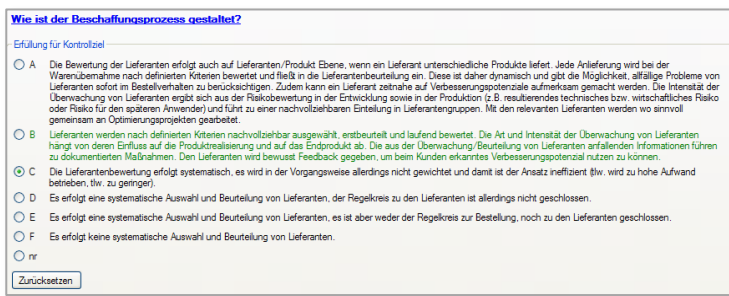 Wie ist der Beschaffungsprozess gestaltet?
Erfüllung für Kontrollziel
A Die Bewertung der Lieferanten erfolgt auch auf Lieferanten/Produkt Ebene, wenn ein Lieferant unterschiedliche Produkte liefert. Jede Anlieferung wird bei der
Warenübernahme nach definierten Kriterien bewertet und fließt in die Lieferantenbeurteilung ein. Diese ist daher dynamisch und gibt die Möglichkeit, allfällige Probleme von
Lieferanten sofort im Bestellverhalten zu berücksichtigen. Zudem kann ein Lieferant zeitnahe auf Verbesserungspotenziale aufmerksam gemacht werden. Die Intensität der
Überwachung von Lieferanten ergibt sich aus der Risikobewertung in der Entwicklung sowie in der Produktion (z.B. resultierendes technisches bzw. wirtschaftliches Risiko
oder Risiko für den späteren Anwender) und führt zu einer nachvollziehbaren Einteilung in Lieferantengruppen. Mit den relevanten Lieferanten werden wo sinnvoll
gemeinsam an Optimierungsprojekten gearbeitet.
B Lieferanten werden nach definierten Kriterien nachvollziehbar ausgewählt, erstbeurteilt und laufend bewertet. Die Art und Intensität der Überwachung von Lieferanten
hängt von deren Einfluss auf die Produktrealisierung und auf das Endprodukt ab. Die aus der Überwachung/Beurteilung von Lieferanten anfallenden Informationen führen
zu dokumentierten Maßnahmen. Den Lieferanten wird bewusst Feedback gegeben, um beim Kunden erkanntes Verbesserungspotenzial nutzen zu können.
C Die Lieferantenbewertung erfolgt systematisch, es wird in der Vorgangsweise allerdings nicht gewichtet und damit ist der Ansatz ineffizient (tlw. wird zu hohe Aufwand
betrieben, tlw. zu geringer).
D Es erfolgt eine systematische Auswahl und Beurteilung von Lieferanten, der Regelkreis zu den Lieferanten ist allerdings nicht geschlossen.
E Es erfolgt eine systematische Auswahl und Beurteilung von Lieferanten, es ist aber weder der Regelkreis zur Bestellung, noch zu den Lieferanten geschlossen.
F Es erfolgt keine systematische Auswahl und Beurteilung von Lieferanten.
nr
Zurücksetzen